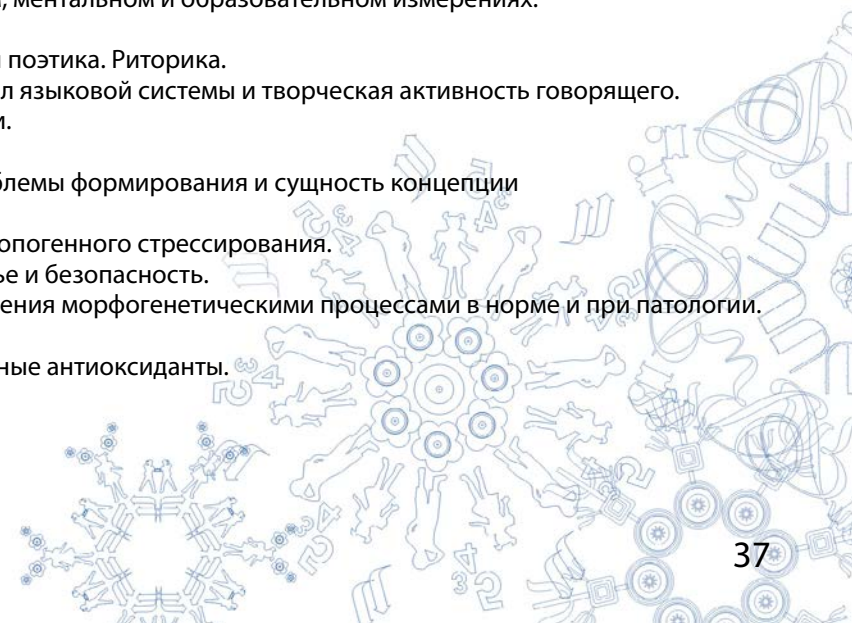 , ментальном и образовательном измерениях.
поэтика. Риторика.
л языковой системы и творческая активность говорящего.
и.
блемы формирования и сущность концепции
опогенного стрессирования.
ье и безопасность.
ения морфогенетическими процессами в норме и при патологии.
ные антиоксиданты.
37